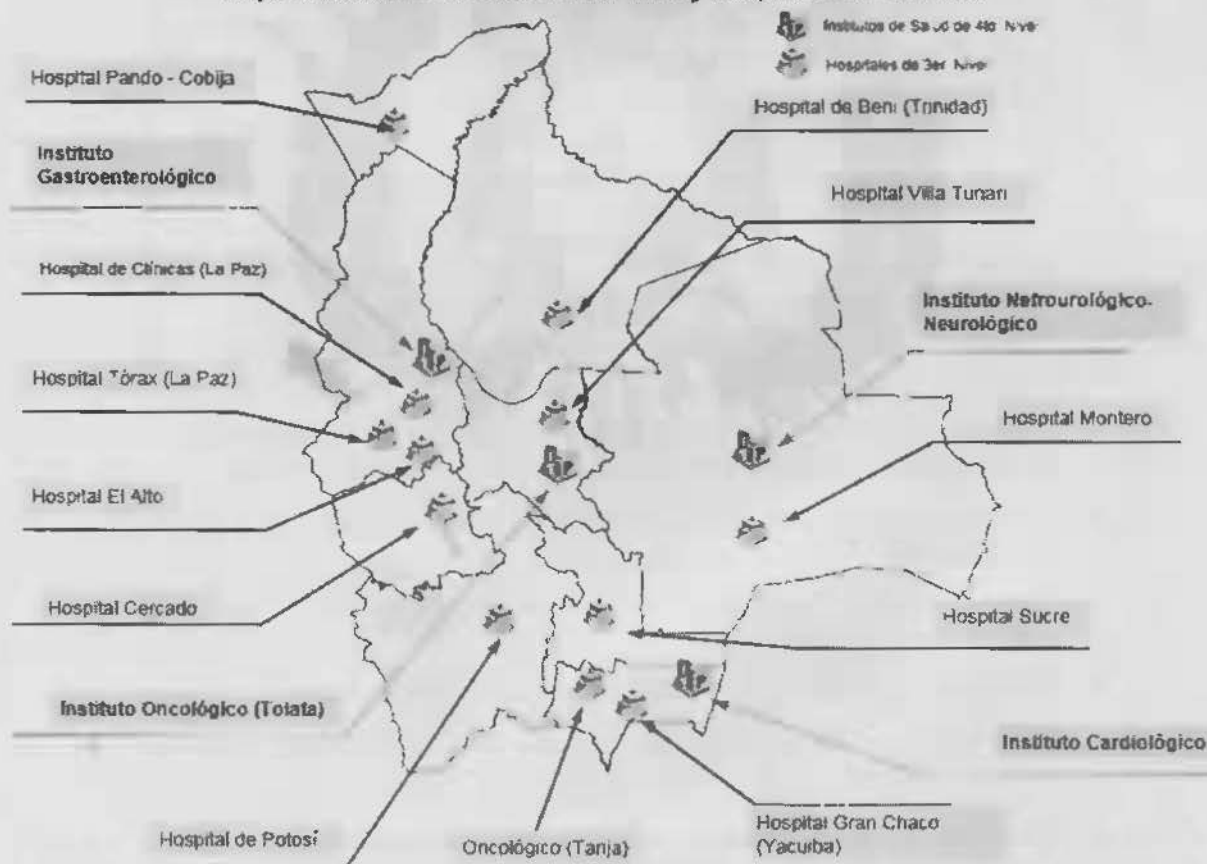 Institutos de Salud de 4to Nivel
Hospitales de 3er Nivel
Hospital Pando - Cobija
Hospital de Beni (Trinidad)
Instituto
Gastroenterológico
Hospital Villa Tunari
Hospital de Clínicas (La Paz)
Instituto Nefrourológico-
Neurológico
Hospital Tórax (La Paz)
Hospital Montero
Hospital El Alto
Hospital Cercado
Hospital Sucre
Instituto Oncológico (Tolata)
Instituto Cardiológico
Hospital de Potosí
Oncológico (Tarija)
Hospital Gran Chaco
(Yacuiba)